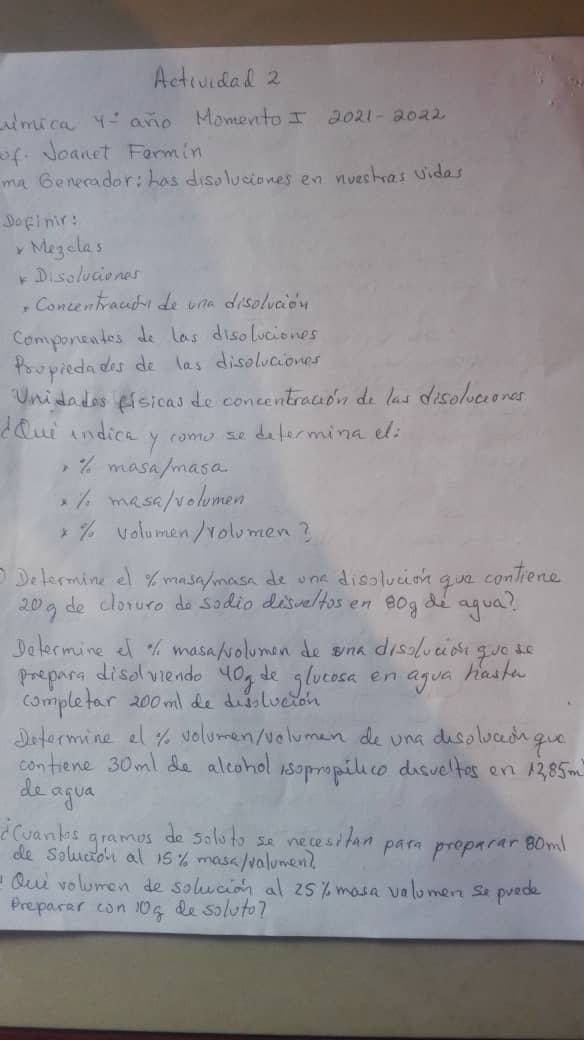 Actividad 2
uímica 4º año Momento I 2021-2022
of. Joanet Fermín
ma Generador: Las disoluciones en nuestras vidas
Definir:
* Mezclas
* Disoluciones
* Concentración de una disolución
Componentes de las disoluciones
Propiedades de las disoluciones
Unidades físicas de concentración de las disoluciones
¿Qué indica y como se determina el:
* % masa/masa
* % masa/volumen
* % volumen/volumen?
) Determine el % masa/masa de una disolución que contiene
20g de cloruro de sodio disueltos en 80g de agua?
Determine el % masa/volumen de una disolución que se
prepara disolviendo 40g de glucosa en agua hasta
completar 200ml de disolución
Determine el % volumen/volumen de una disolución que
contiene 30ml de alcohol isopropílico disueltos en 12,85m
de agua
¿Cuantos gramos de soluto se necesitan para preparar 80ml
de solución al 15% masa/volumen?
¿Qué volumen de solución al 25% masa volumen se puede
preparar con 10g de soluto?